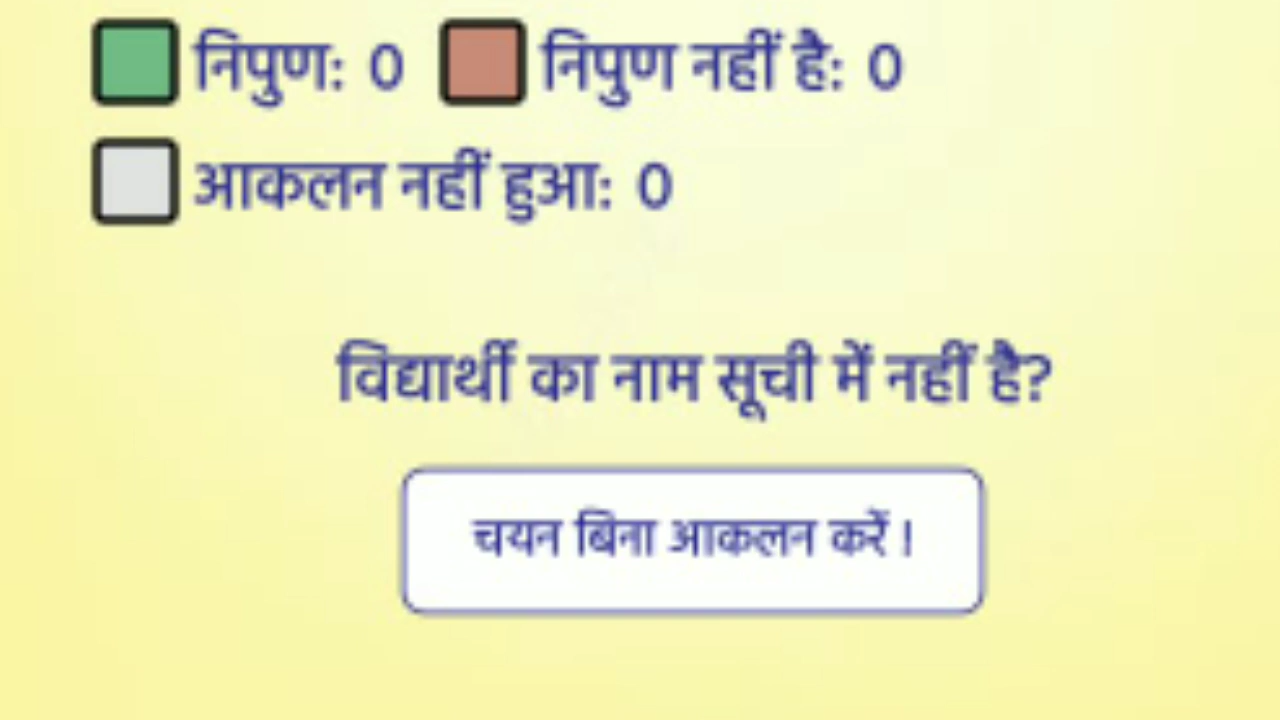 निपुण: 0 निपुण नहीं है: 0
आकलन नहीं हुआ: 0
विद्यार्थी का नाम सूची में नहीं है?
चयन बिना आकलन करें !